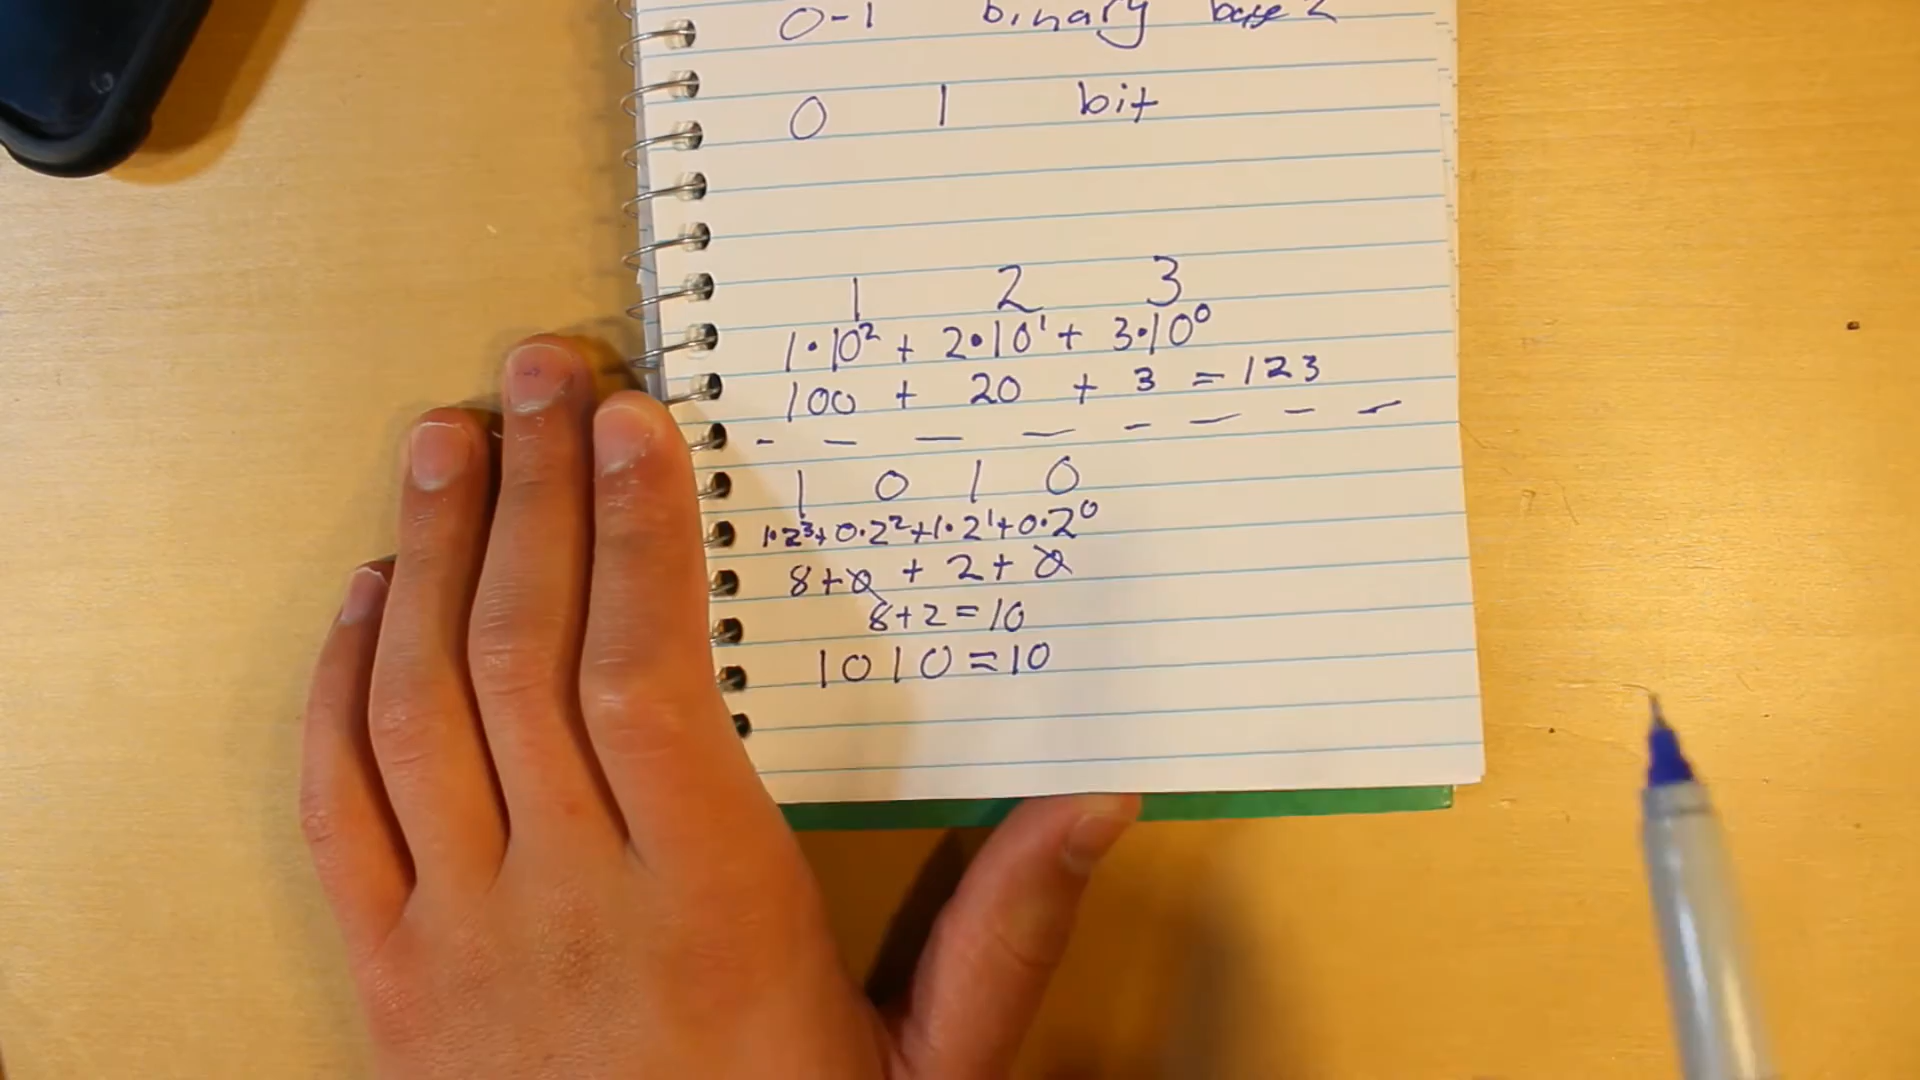 0-1 binary base 2
0 1 bit
1 2 3
1·10² + 2·10¹ + 3·10⁰
100 + 20 + 3 = 123
- - - - - - - -
1 0 1 0
1·2³+0·2²+1·2¹+0·2⁰
8+0 + 2+0
8+2=10
1010=10